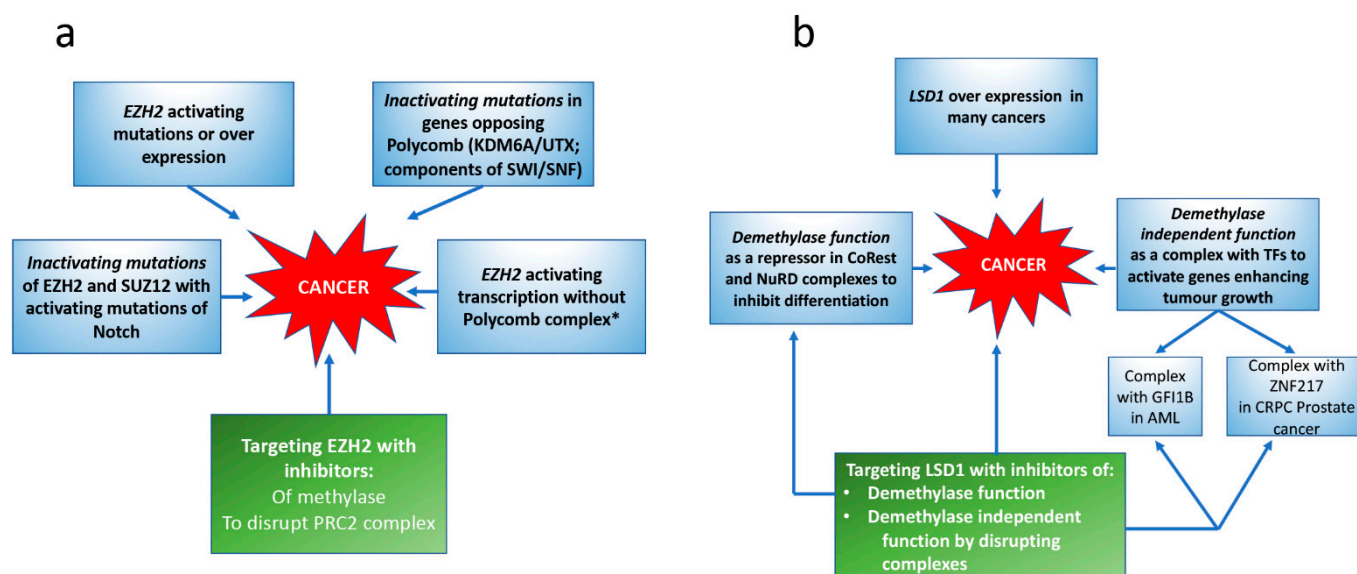 a
EZH2 activating
mutations or over
expression
Inactivating mutations in
genes opposing
Polycomb (KDM6A/UTX;
components of SWI/SNF)
Inactivating mutations
of EZH2 and SUZ12 with
activating mutations of
Notch
CANCER
EZH2 activating
transcription without
Polycomb complex*
Targeting EZH2 with
inhibitors:
Of methylase
To disrupt PRC2 complex
b
LSD1 over expression in
many cancers
Demethylase function
as a repressor in CoRest
and NuRD complexes to
inhibit differentiation
CANCER
Demethylase
independent function
as a complex with TFs to
activate genes enhancing
tumour growth
Complex
with GFI1B
in AML
Complex with
ZNF217
in CRPC Prostate
cancer
Targeting LSD1 with inhibitors of:
• Demethylase function
• Demethylase independent
function by disrupting
complexes